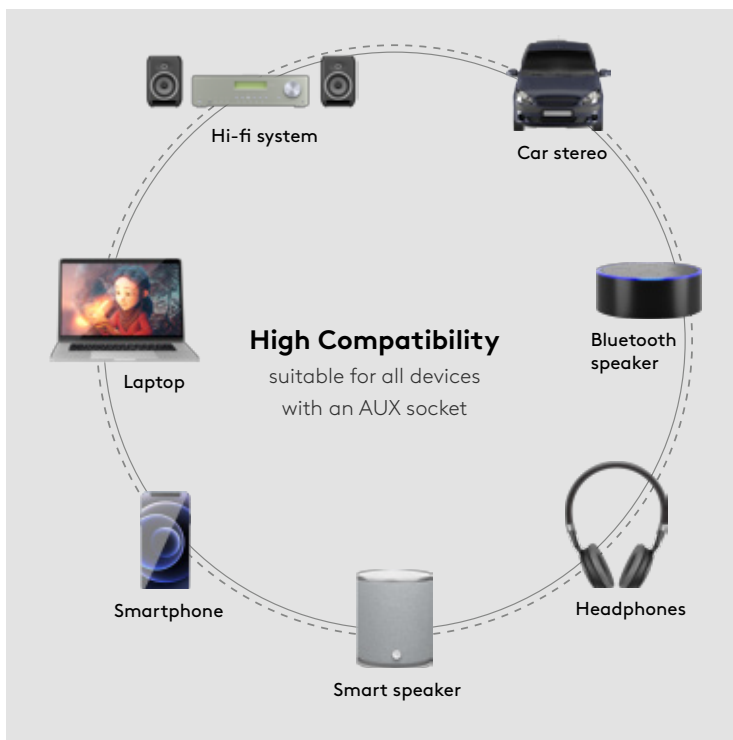 Hi-fi system
Car stereo
Bluetooth
speaker
High Compatibility
suitable for all devices
with an AUX socket
Laptop
Smartphone
Headphones
Smart speaker